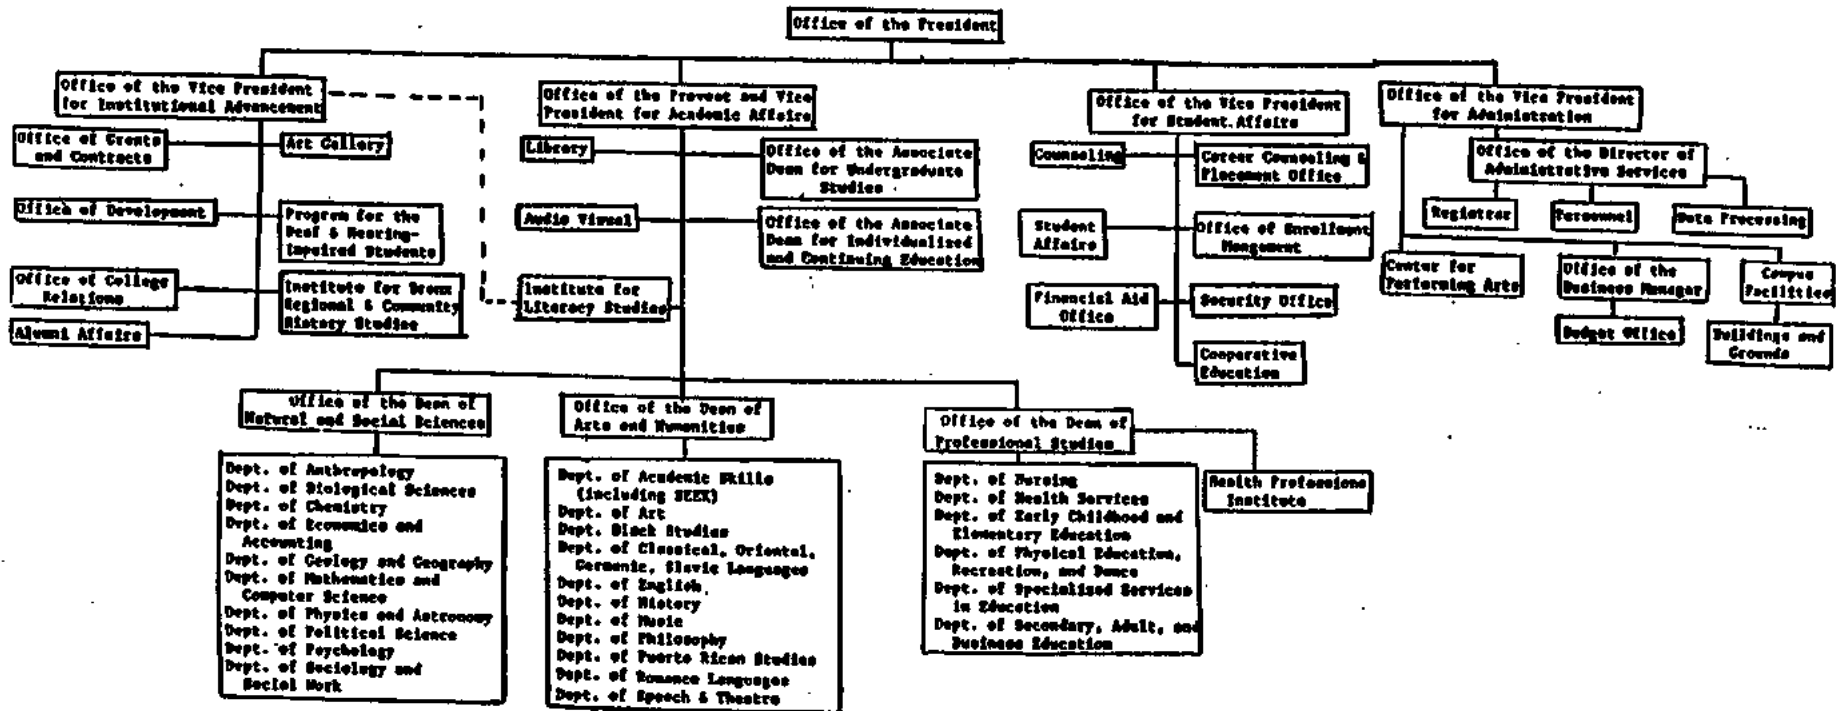 Office of the President
Office of the Vice President
for Institutional Advancement
Office of Grants
and Contracts
Art Gallery
Office of Development
Program for the
Deaf & Hearing-
Impaired Students
Office of College
Relations
Institute for Bronx
Regional & Community
History Studies
Alumni Affairs
Office of the Provost and Vice
President for Academic Affairs
Library
Office of the Associate
Dean for Undergraduate
Studies
Audio Visual
Office of the Associate
Dean for Individualized
and Continuing Education
Institute for
Literacy Studies
Office of the Vice President
for Student Affairs
Counseling
Career Counseling &
Placement Office
Student
Affairs
Office of Enrollment
Mangement
Financial Aid
Office
Security Office
Cooperative
Education
Office of the Vice President
for Administration
Office of the Director of
Administrative Services
Registrar
Personnel
Data Processing
Center for
Performing Arts
Office of the
Business Manager
Campus
Facilities
Budget Office
Buildings and
Grounds
Office of the Dean of
Natural and Social Sciences
Dept. of Anthropology
Dept. of Biological Sciences
Dept. of Chemistry
Dept. of Economics and
Accounting
Dept. of Geology and Geography
Dept. of Mathematics and
Computer Science
Dept. of Physics and Astronomy
Dept. of Political Science
Dept. of Psychology
Dept. of Sociology and
Social Work
Office of the Dean of
Arts and Humanities
Dept. of Academic Skills
(including SEEK)
Dept. of Art
Dept. Black Studies
Dept. of Classical, Oriental,
Germanic, Slavic Languages
Dept. of English
Dept. of History
Dept. of Music
Dept. of Philosophy
Dept. of Puerto Rican Studies
Dept. of Romance Languages
Dept. of Speech & Theatre
Office of the Dean of
Professional Studies
Dept. of Nursing
Dept. of Health Services
Dept. of Early Childhood and
Elementary Education
Dept. of Physical Education,
Recreation, and Dance
Dept. of Specialized Services
in Education
Dept. of Secondary, Adult, and
Business Education
Health Professions
Institute